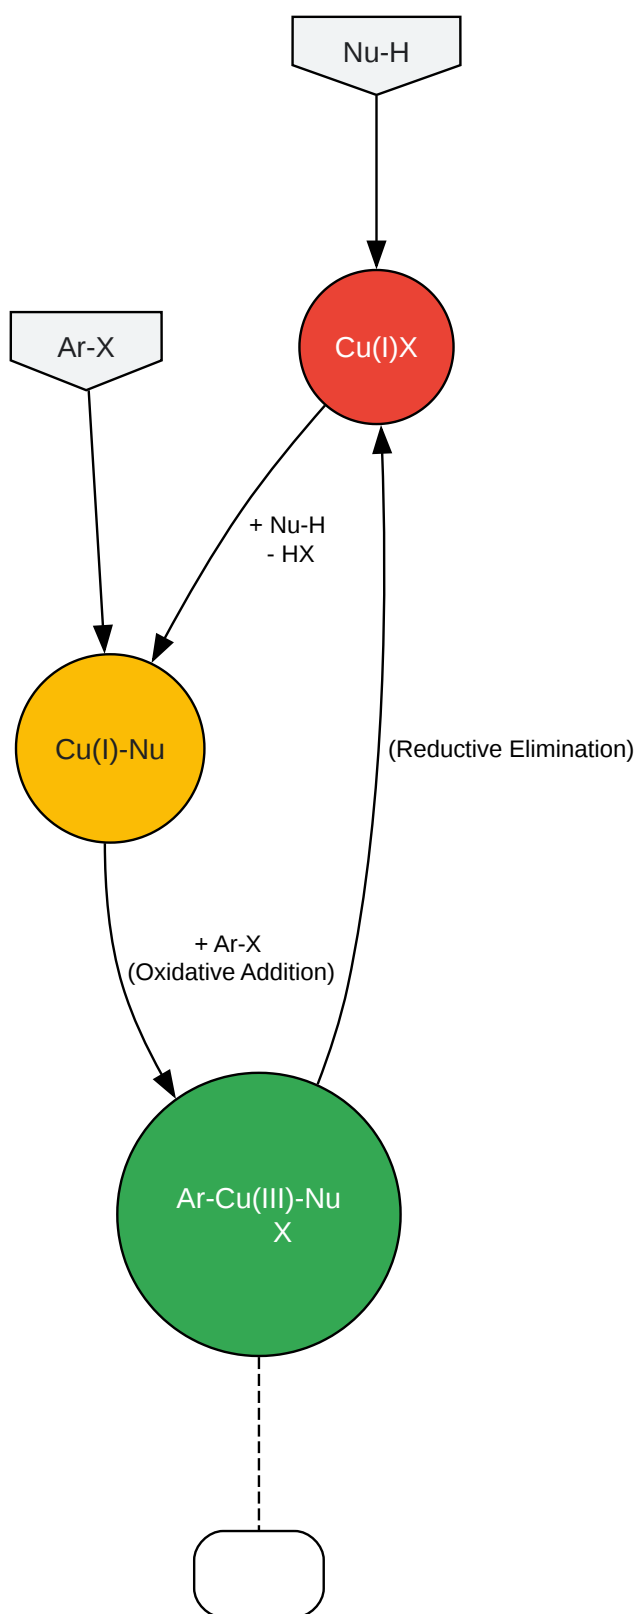 Nu-H
Ar-X
Cu(I)X
+ Nu-H
- HX
Cu(I)-Nu
(Reductive Elimination)
+ Ar-X
(Oxidative Addition)
Ar-Cu(III)-Nu
X